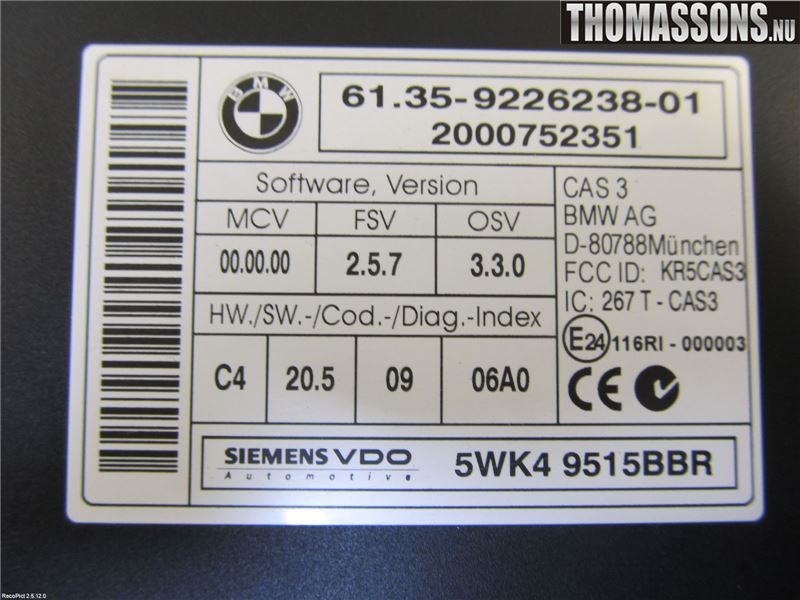 THOMASSONS.NU
BMW
61.35-9226238-01
2000752351
Software, Version
MCV FSV OSV
00.00.00 2.5.7 3.3.0
HW./SW.-/Cod.-/Diag.-Index
C4 20.5 09 06A0
CAS 3
BMW AG
D-80788München
FCC ID: KR5CAS3
IC: 267 T - CAS3
E24 116RI - 000003
CE
SIEMENS VDO
Automotive
5WK4 9515BBR
RecoPict 2.5.12.0